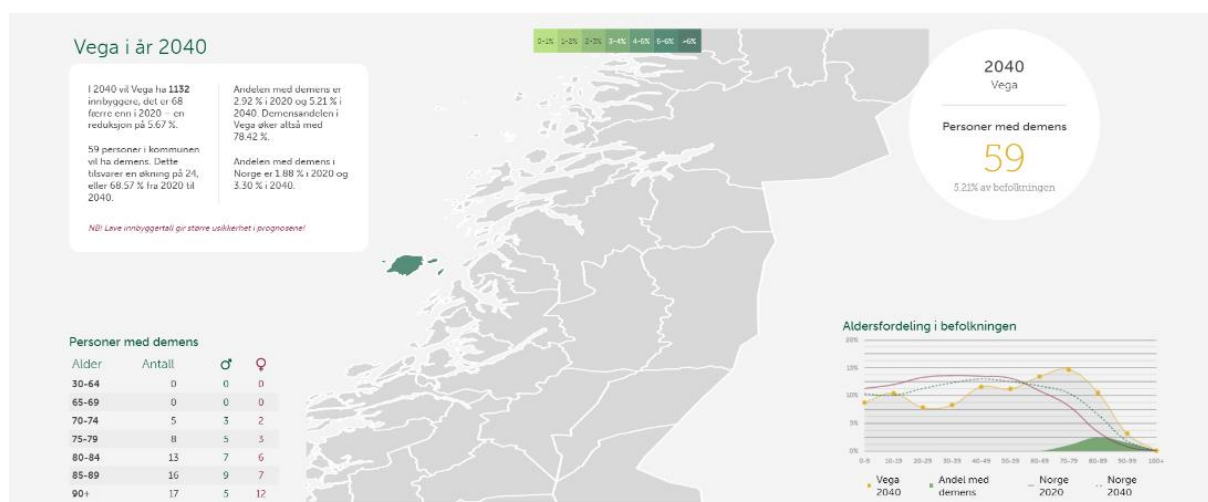 Vega i år 2040
I 2040 vil Vega ha 1132
innbyggere, det er 68
færre enn i 2020 – en
reduksjon på 5.67 %.
59 personer i kommunen
vil ha demens. Dette
tilsvarer en økning på 24,
eller 68.57 % fra 2020 til
2040.
Andelen med demens er
2.92 % i 2020 og 5.21 % i
2040. Demensandelen i
Vega øker altså med
78.42 %.
Andelen med demens i
Norge er 1.88 % i 2020 og
3.30 % i 2040.
NB! Lave innbyggertall gir større usikkerhet i prognosene!
0-1% 1-2% 2-3% 3-4% 4-5% 5-6% >6%
2040
Vega
Personer med demens
59
5.21% av befolkningen
Personer med demens
Alder Antall ♂ ♀
30-64 0 0 0
65-69 0 0 0
70-74 5 3 2
75-79 8 5 3
80-84 13 7 6
85-89 16 9 7
90+ 17 5 12
Aldersfordeling i befolkningen
20%
15%
10%
5%
0%
0-9 10-19 20-29 30-39 40-49 50-59 60-69 70-79 80-89 90-99 100+
Vega
2040
Andel med
demens
Norge
2020
Norge
2040